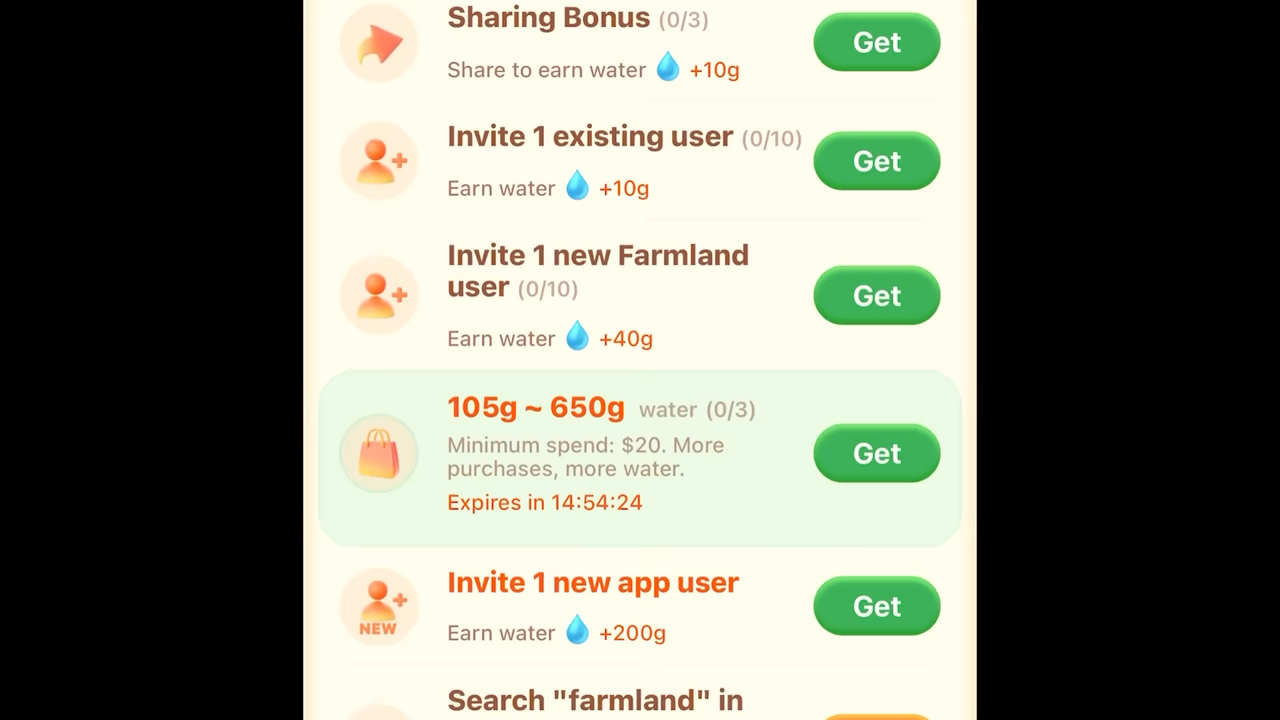 Sharing Bonus (0/3)
Share to earn water +10g
Get
Invite 1 existing user (0/10)
Earn water +10g
Get
Invite 1 new Farmland
user (0/10)
Earn water +40g
Get
105g ~ 650g water (0/3)
Minimum spend: $20. More
purchases, more water.
Expires in 14:54:24
Get
Invite 1 new app user
Earn water +200g
NEW
Get
Search "farmland" in